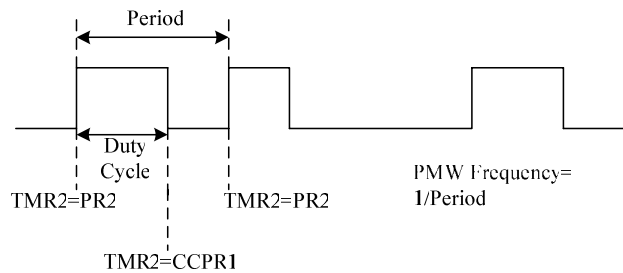 Period
Duty
Cycle
PMW Frequency=
1/Period
TMR2=PR2
TMR2=PR2
TMR2=CCPR1